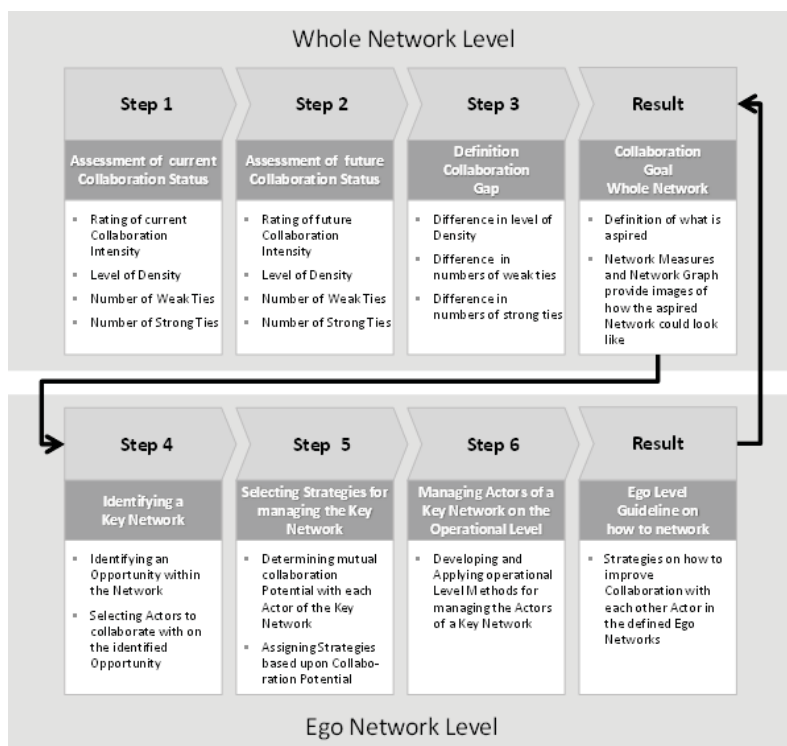 Whole Network Level
Step 1
Step 2
Step 3
Result
Assessment of current
Collaboration Status
Assessment of future
Collaboration Status
Definition
Collaboration
Gap
Collaboration
Goal
Whole Network
▪ Rating of current
Collaboration
Intensity
▪ Level of Density
▪ Number of Weak Ties
▪ Number of Strong Ties
▪ Rating of future
Collaboration
Intensity
▪ Level of Density
▪ Number of Weak Ties
▪ Number of Strong Ties
▪ Difference in level of
Density
▪ Difference in
numbers of weak ties
▪ Difference in
numbers of strong ties
▪ Definition of what is
aspired
▪ Network Measures
and Network Graph
provide images of
how the aspired
Network could look
like
Step 4
Step 5
Step 6
Result
Identifying a
Key Network
Selecting Strategies for
managing the Key
Network
Managing Actors of a
Key Network on the
Operational Level
Ego Level
Guideline on
how to network
▪ Identifying an
Opportunity within
the Network
▪ Selecting Actors to
collaborate with on
the identified
Opportunity
▪ Determining mutual
collaboration
Potential with each
Actor of the Key
Network
▪ Assigning Strategies
based upon Collabo-
ration Potential
▪ Developing and
Applying operational
Level Methods for
managing the Actors
of a Key Network
▪ Strategies on how to
improve
Collaboration with
each other Actor in
the defined Ego
Networks
Ego Network Level